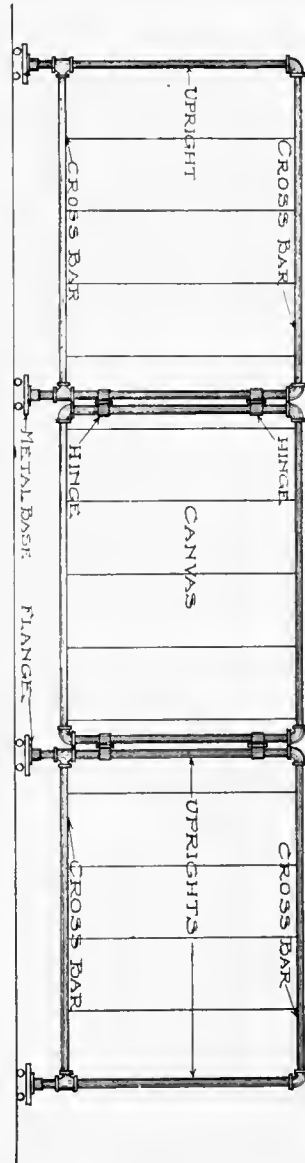 UPRIGHT
CROSS BAR
CROSS BAR
HINGE
HINGE
METAL BASE
FLANGE
CANVAS
UPRIGHTS
CROSS BAR
CROSS BAR